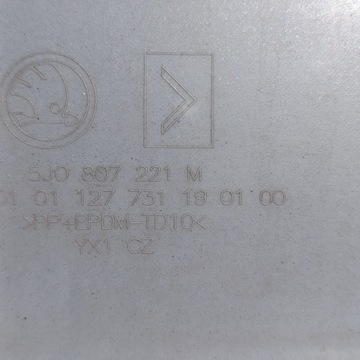 5J0 807 221 M
01 01 127 731 19 01 00
>PP+EPDM-TD10<
YX1 CZ